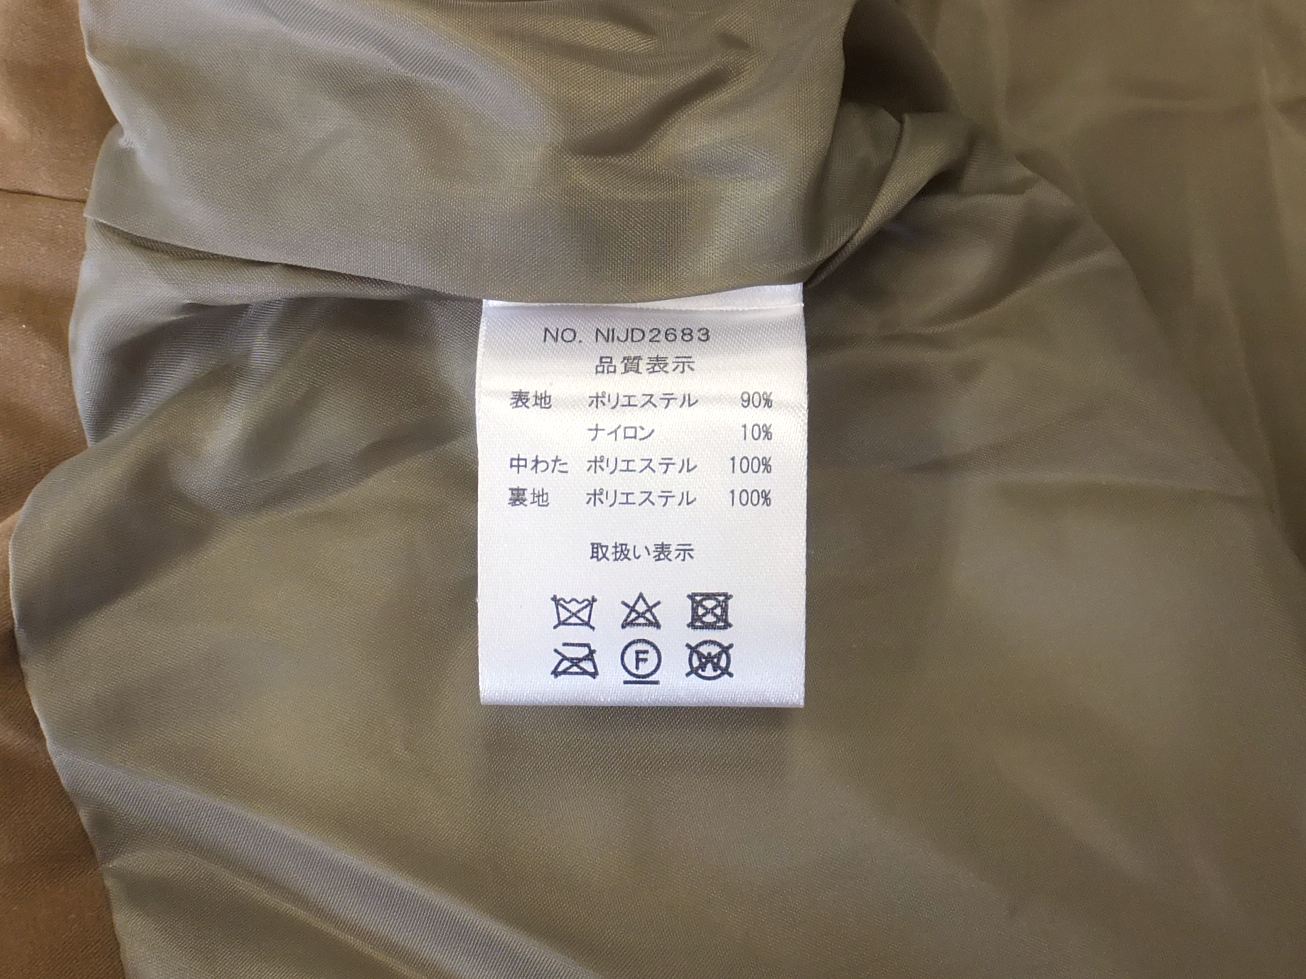 NO. NIJD2683
品質表示
表地 ポリエステル 90%
ナイロン 10%
中わた ポリエステル 100%
裏地 ポリエステル 100%
取扱い表示
F W